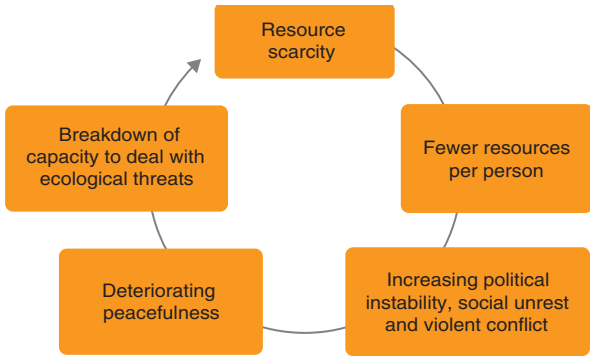 Resource
scarcity
Fewer resources
per person
Increasing political
instability, social unrest
and violent conflict
Deteriorating
peacefulness
Breakdown of
capacity to deal with
ecological threats